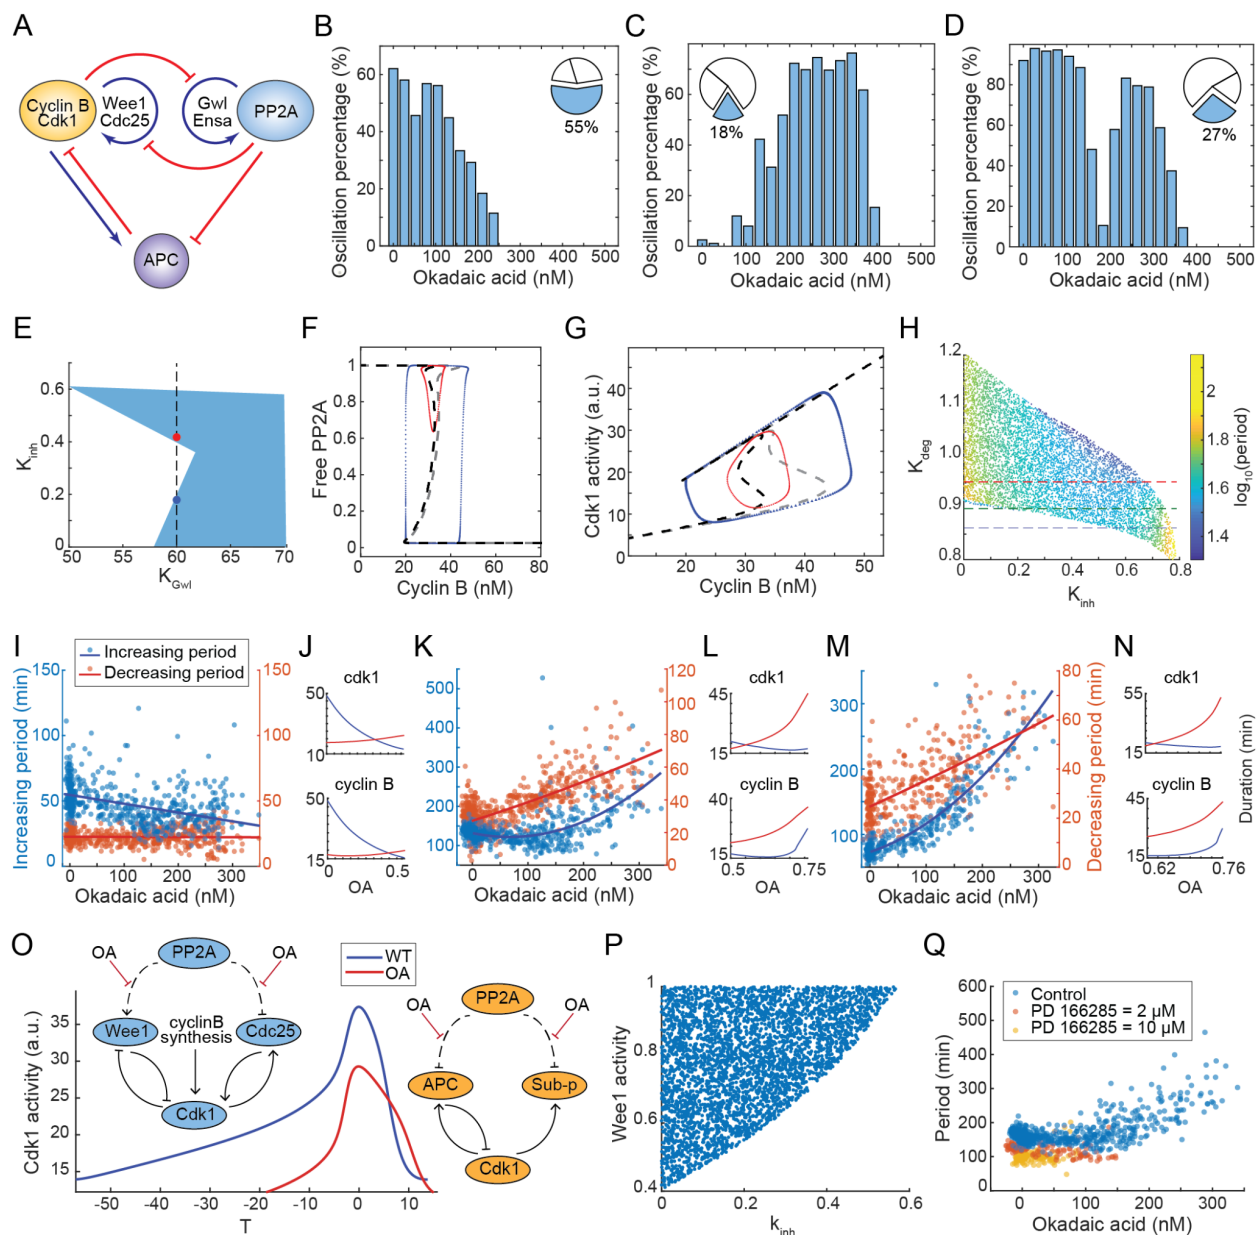 A
Cyclin B
Cdk1
Wee1
Cdc25
Gwl
Ensa
PP2A
APC
B
Oscillation percentage (%)
60
40
20
0
55%
0 100 200 300 400 500
Okadaic acid (nM)
C
Oscillation percentage (%)
80
60
40
20
0
18%
0 100 200 300 400 500
Okadaic acid (nM)
D
Oscillation percentage (%)
100
80
60
40
20
0
27%
0 100 200 300 400 500
Okadaic acid (nM)
E
Kinh
0.6
0.4
0.2
0
50 55 60 65 70
KGwl
F
Free PP2A
1
0.5
0
0 20 40 60 80
Cyclin B (nM)
G
Cdk1 activity (a.u.)
40
30
20
10
0
20 30 40 50
Cyclin B (nM)
H
Kdeg
1.2
1.1
1.0
0.9
0.8
0 0.2 0.4 0.6 0.8
Kinh
2
1.8
1.6
1.4
log10(period)
I
Increasing period
Decreasing period
Increasing period (min)
150
100
50
0
150
100
50
0
0 100 200 300
Okadaic acid (nM)
J
cdk1
50
10
cyclin B
50
15
0 0.5
OA
K
500
400
300
200
100
120
100
80
60
40
20
0
0 100 200 300
Okadaic acid (nM)
L
cdk1
45
15
cyclin B
40
15
0.5 0.75
OA
M
300
200
100
80
60
40
20
0
Decreasing period (min)
0 100 200 300
Okadaic acid (nM)
N
cdk1
55
15
cyclin B
45
15
0.62 0.76
OA
Duration (min)
O
OA PP2A OA
Wee1 cyclinB synthesis Cdc25
Cdk1
WT
OA
OA PP2A OA
APC Sub-p
Cdk1
Cdk1 activity (a.u.)
35
30
25
20
15
-50 -40 -30 -20 -10 0 10
T
P
Wee1 activity
1
0.8
0.6
0.4
0 0.2 0.4 0.6
kinh
Q
Control
PD 166285 = 2 μM
PD 166285 = 10 μM
Period (min)
600
500
400
300
200
100
0
0 100 200 300
Okadaic acid (nM)